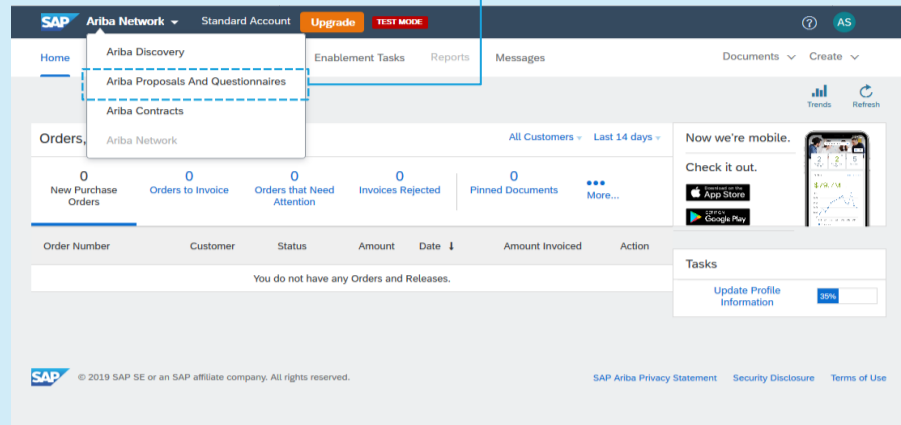 SAP Ariba Network Standard Account Upgrade TEST MODE ? AS
Home Enablement Tasks Reports Messages Documents Create
Ariba Discovery
Ariba Proposals And Questionnaires
Ariba Contracts
Ariba Network
Trends Refresh
Orders, All Customers Last 14 days
0 New Purchase Orders
0 Orders to Invoice
0 Orders that Need Attention
0 Invoices Rejected
0 Pinned Documents
More...
Order Number Customer Status Amount Date ↓ Amount Invoiced Action
You do not have any Orders and Releases.
Now we're mobile.
Check it out.
Download on the
App Store
Google Play
Tasks
Update Profile
Information
35%
SAP © 2019 SAP SE or an SAP affiliate company. All rights reserved. SAP Ariba Privacy Statement Security Disclosure Terms of Use